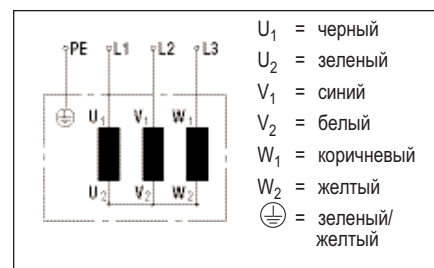 PE L1 L2 L3
U₁ V₁ W₁
U₂ V₂ W₂
U₁ = черный
U₂ = зеленый
V₁ = синий
V₂ = белый
W₁ = коричневый
W₂ = желтый
= зеленый/
желтый